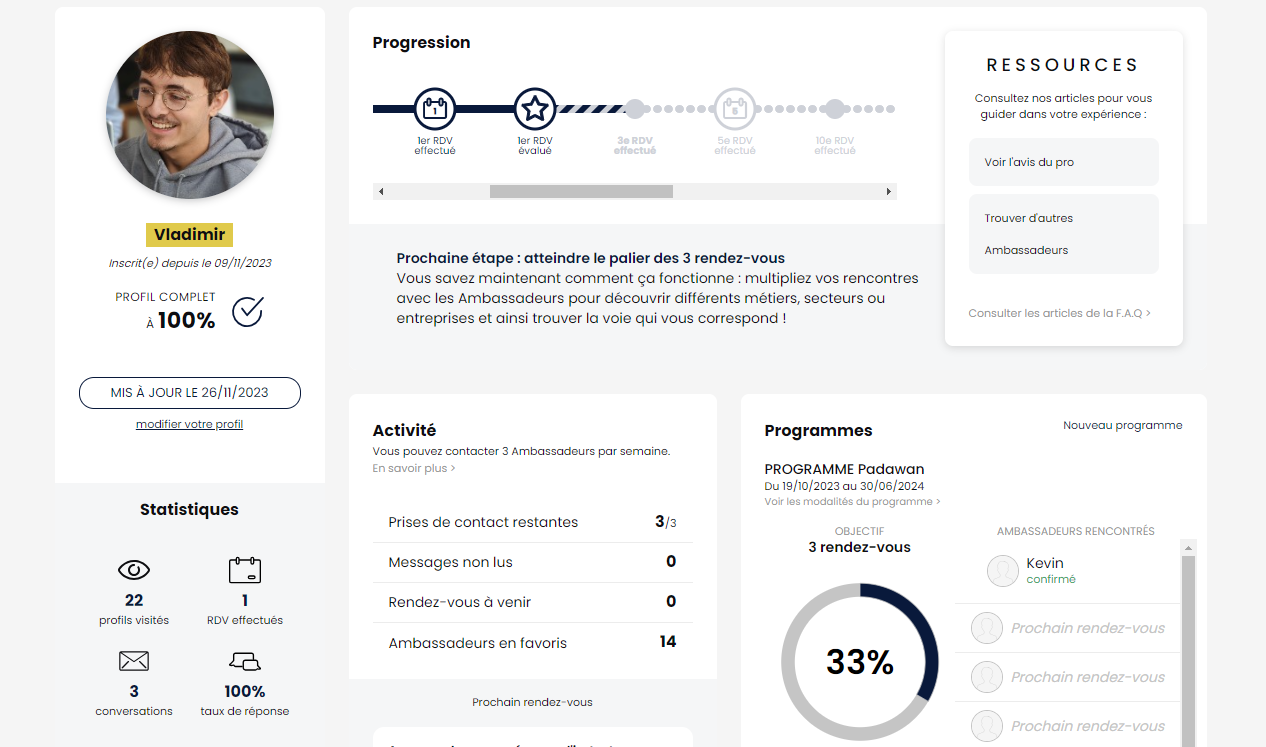 Vladimir
Inscrit(e) depuis le 09/11/2023
PROFIL COMPLET
À 100%
MIS À JOUR LE 26/11/2023
modifier votre profil
Statistiques
22
profils visités
1
RDV effectués
3
conversations
100%
taux de réponse
Progression
1
1er RDV
effectué
1er RDV
évalué
3e RDV
effectué
5
5e RDV
effectué
10e RDV
effectué
Prochaine étape : atteindre le palier des 3 rendez-vous
Vous savez maintenant comment ça fonctionne : multipliez vos rencontres
avec les Ambassadeurs pour découvrir différents métiers, secteurs ou
entreprises et ainsi trouver la voie qui vous correspond !
RESSOURCES
Consultez nos articles pour vous
guider dans votre expérience :
Voir l'avis du pro
Trouver d'autres
Ambassadeurs
Consulter les articles de la F.A.Q >
Activité
Vous pouvez contacter 3 Ambassadeurs par semaine.
En savoir plus >
Prises de contact restantes 3/3
Messages non lus 0
Rendez-vous à venir 0
Ambassadeurs en favoris 14
Prochain rendez-vous
Programmes
Nouveau programme
PROGRAMME Padawan
Du 19/10/2023 au 30/06/2024
Voir les modalités du programme >
OBJECTIF
3 rendez-vous
33%
AMBASSADEURS RENCONTRÉS
Kevin
confirmé
Prochain rendez-vous
Prochain rendez-vous
Prochain rendez-vous